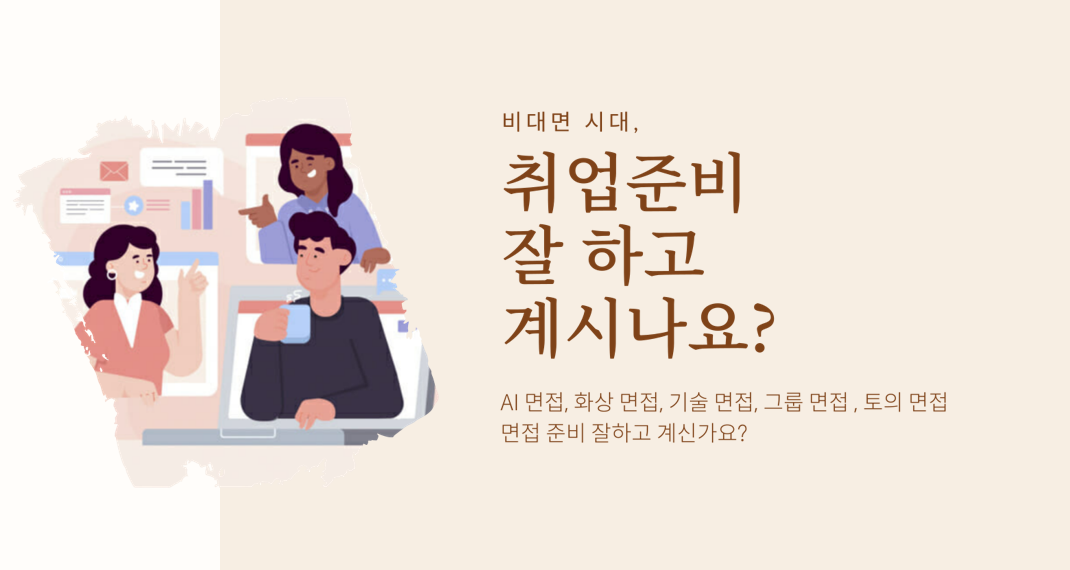 비대면 시대,
취업준비
잘 하고
계시나요?
AI 면접, 화상 면접, 기술 면접, 그룹 면접 , 토의 면접
면접 준비 잘하고 계신가요?